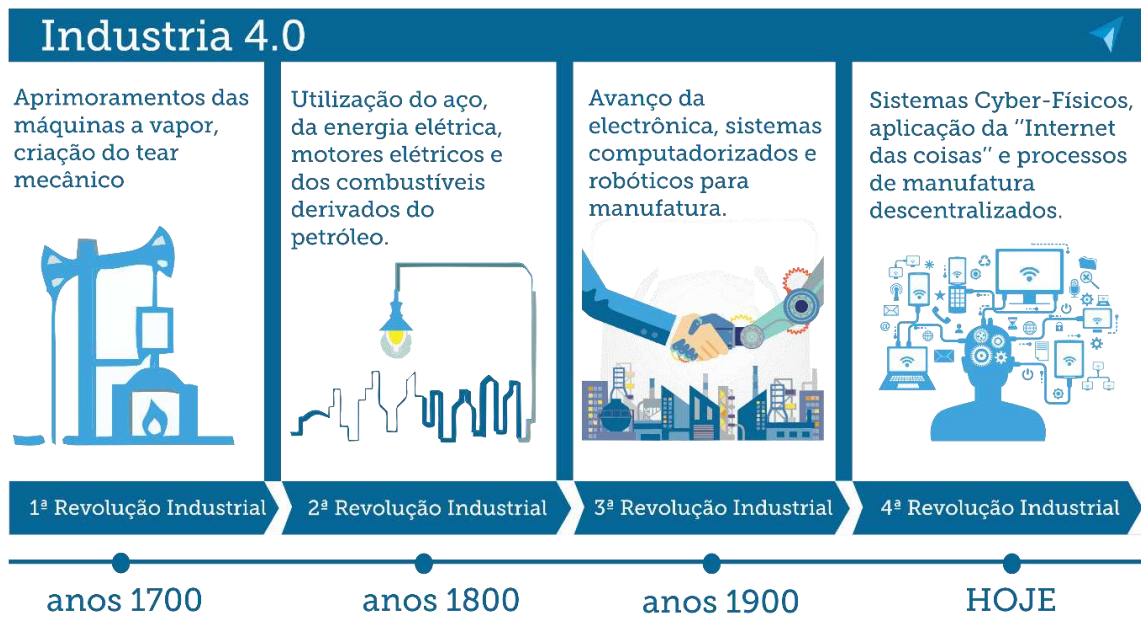 Industria 4.0
Aprimoramentos das
máquinas a vapor,
criação do tear
mecânico
Utilização do aço,
da energia elétrica,
motores elétricos e
dos combustíveis
derivados do
petróleo.
Avanço da
electrônica, sistemas
computadorizados e
robóticos para
manufatura.
Sistemas Cyber-Físicos,
aplicação da ‘‘Internet
das coisas’’ e processos
de manufatura
descentralizados.
1ª Revolução Industrial
2ª Revolução Industrial
3ª Revolução Industrial
4ª Revolução Industrial
anos 1700
anos 1800
anos 1900
HOJE